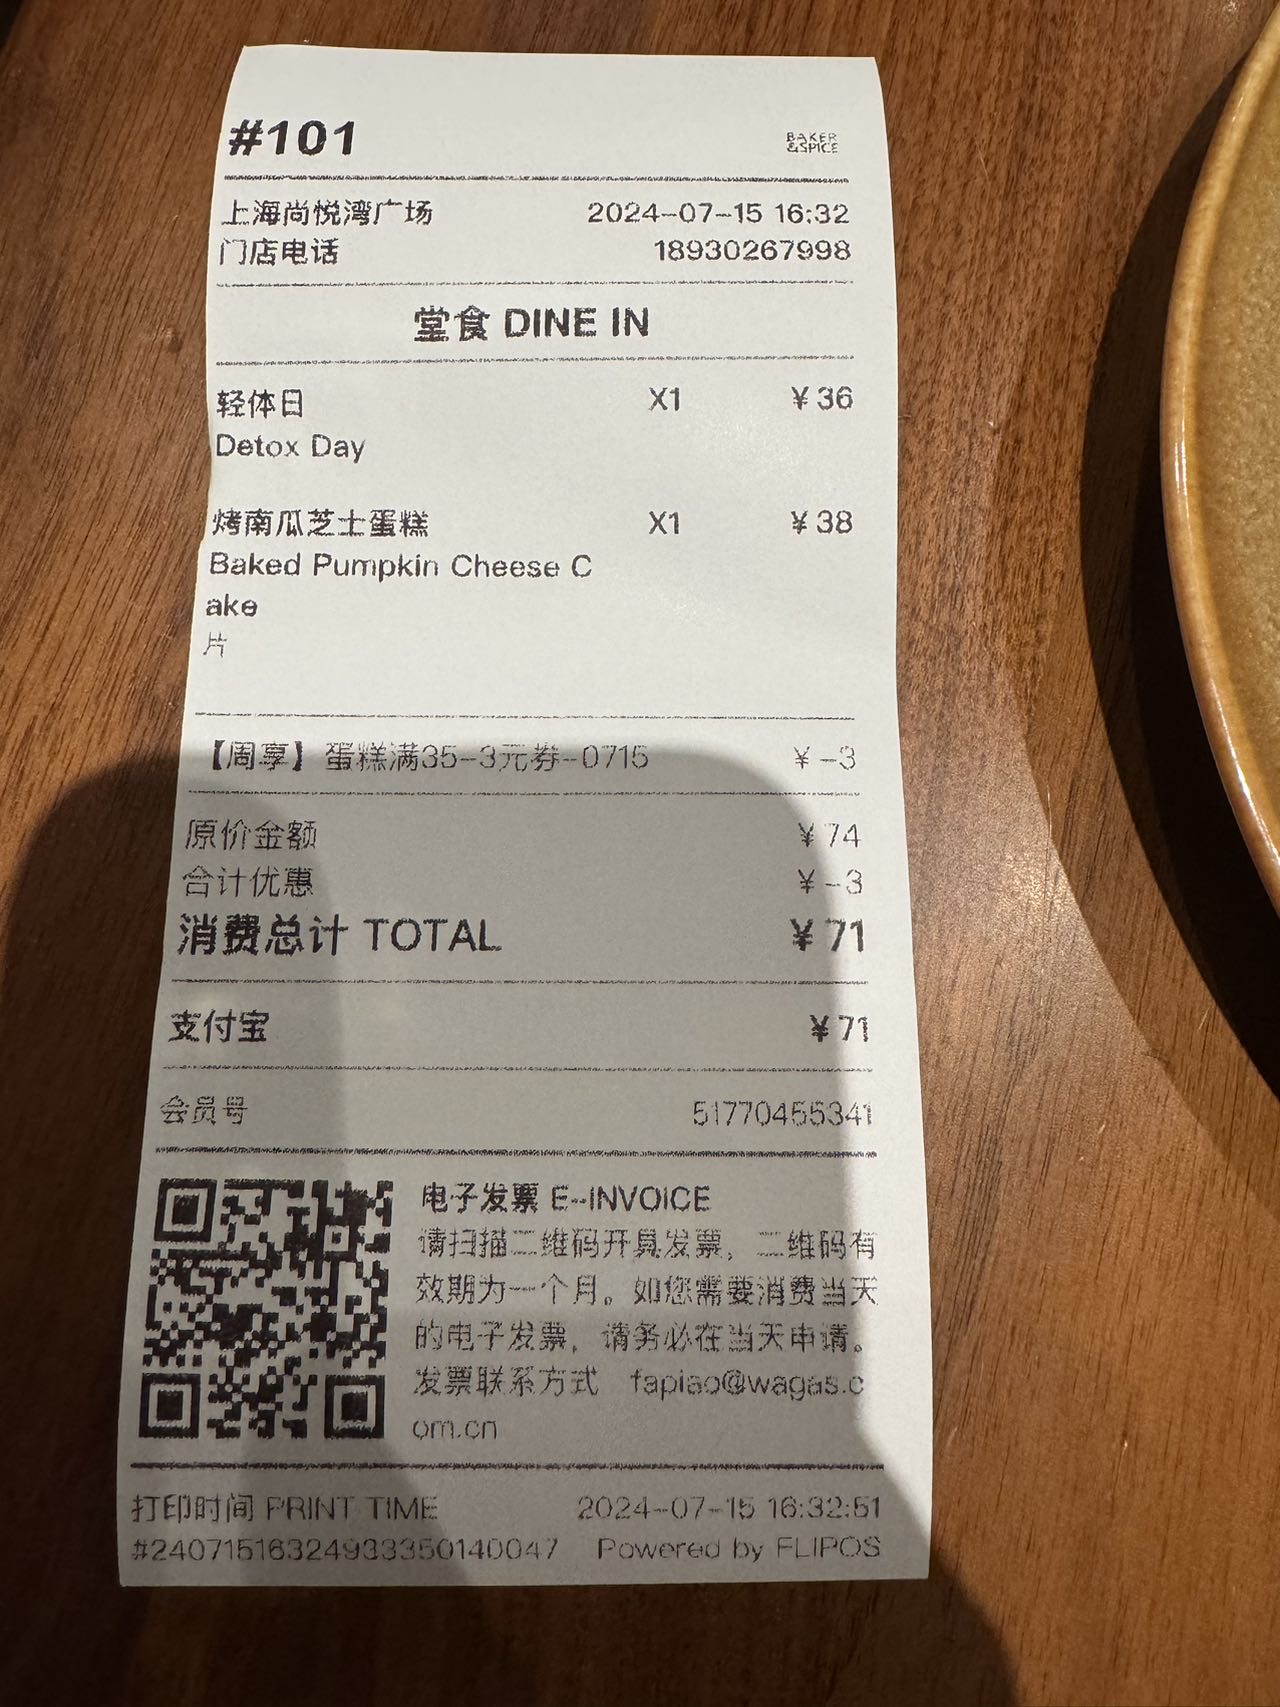 #101
BAKER
&SPICE
上海尚悦湾广场 2024-07-15 16:32
门店电话 18930267998
堂食 DINE IN
轻体日 X1 ¥36
Detox Day
烤南瓜芝士蛋糕 X1 ¥38
Baked Pumpkin Cheese C
ake
片
【周享】蛋糕满35-3元券-0715 ¥-3
原价金额 ¥74
合计优惠 ¥-3
消费总计 TOTAL ¥71
支付宝 ¥71
会员号 51770455341
电子发票 E-INVOICE
请扫描二维码开具发票，二维码有
效期为一个月。如您需要消费当天
的电子发票，请务必在当天申请。
发票联系方式 fapiao@wagas.c
om.cn
打印时间 PRINT TIME 2024-07-15 16:32:51
#24071516324933350140047 Powered by FLIPOS